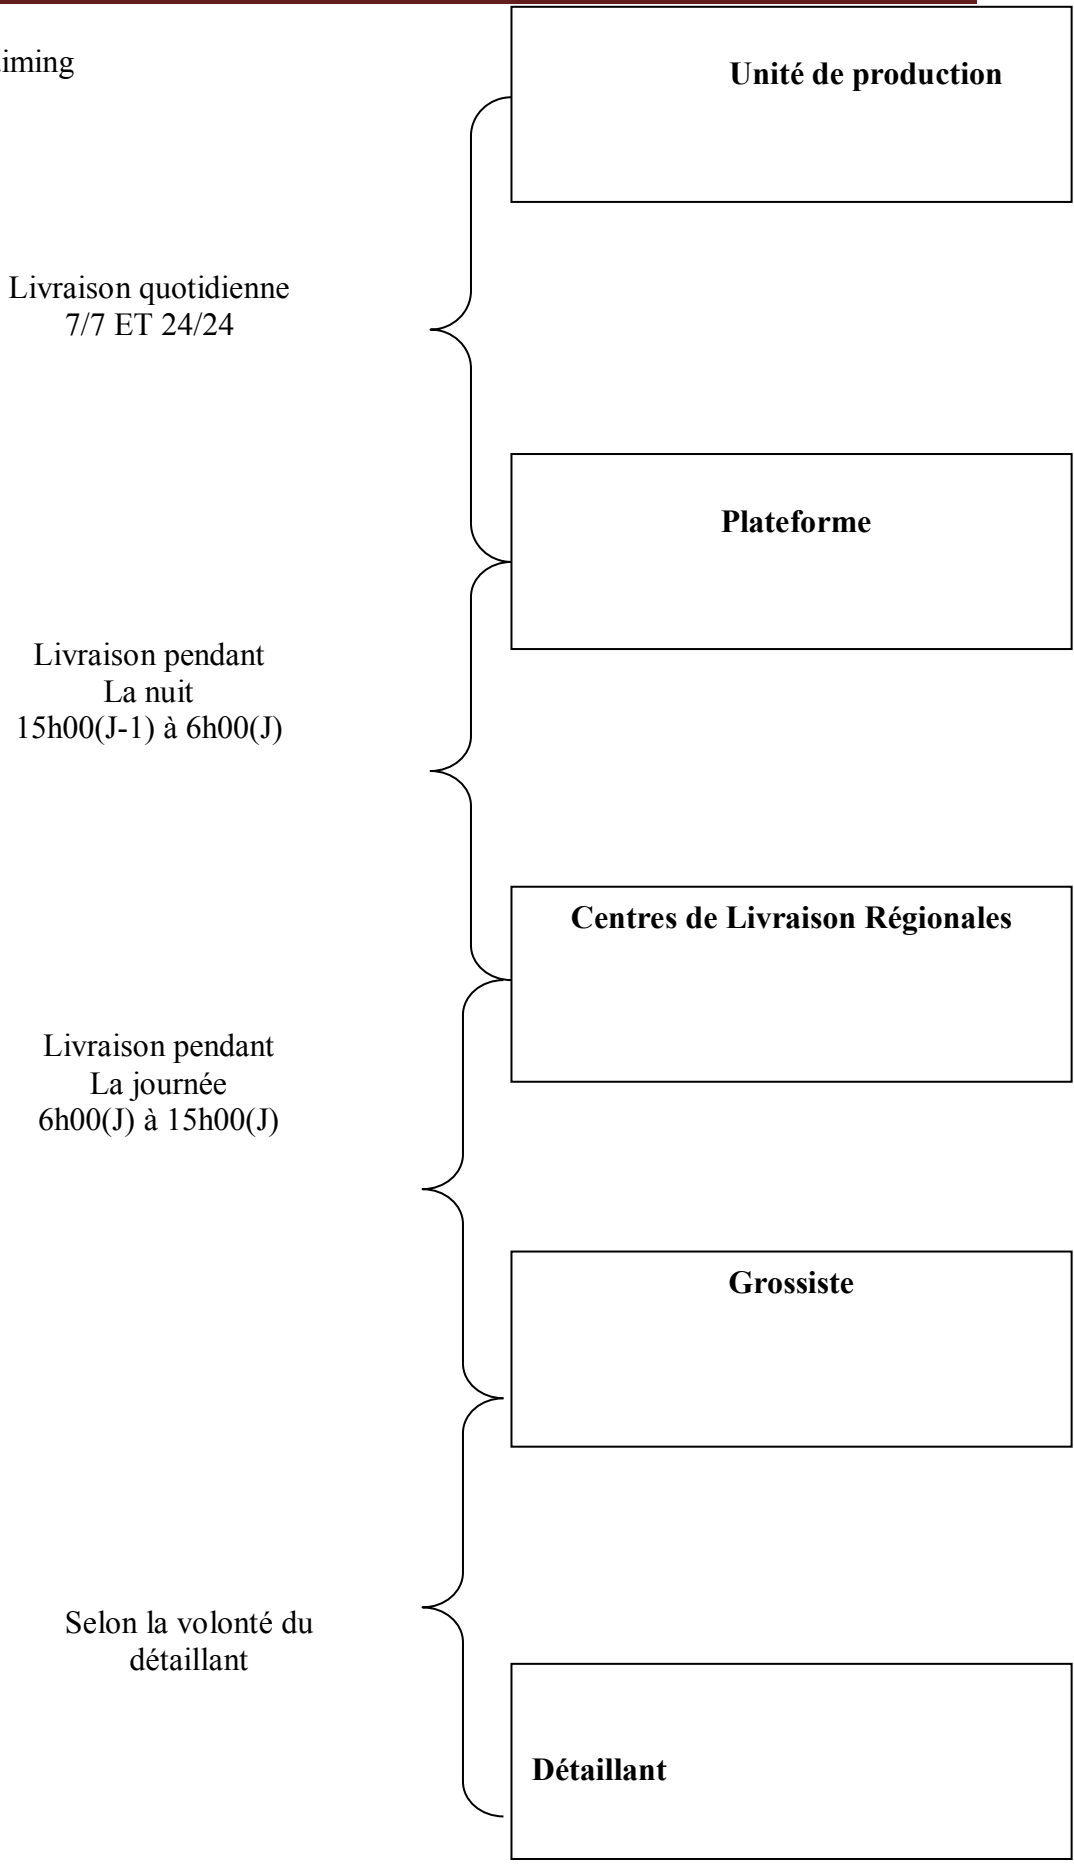 iming
Unité de production
Livraison quotidienne
7/7 ET 24/24
Plateforme
Livraison pendant
La nuit
15h00(J-1) à 6h00(J)
Centres de Livraison Régionales
Livraison pendant
La journée
6h00(J) à 15h00(J)
Grossiste
Selon la volonté du
détaillant
Détaillant